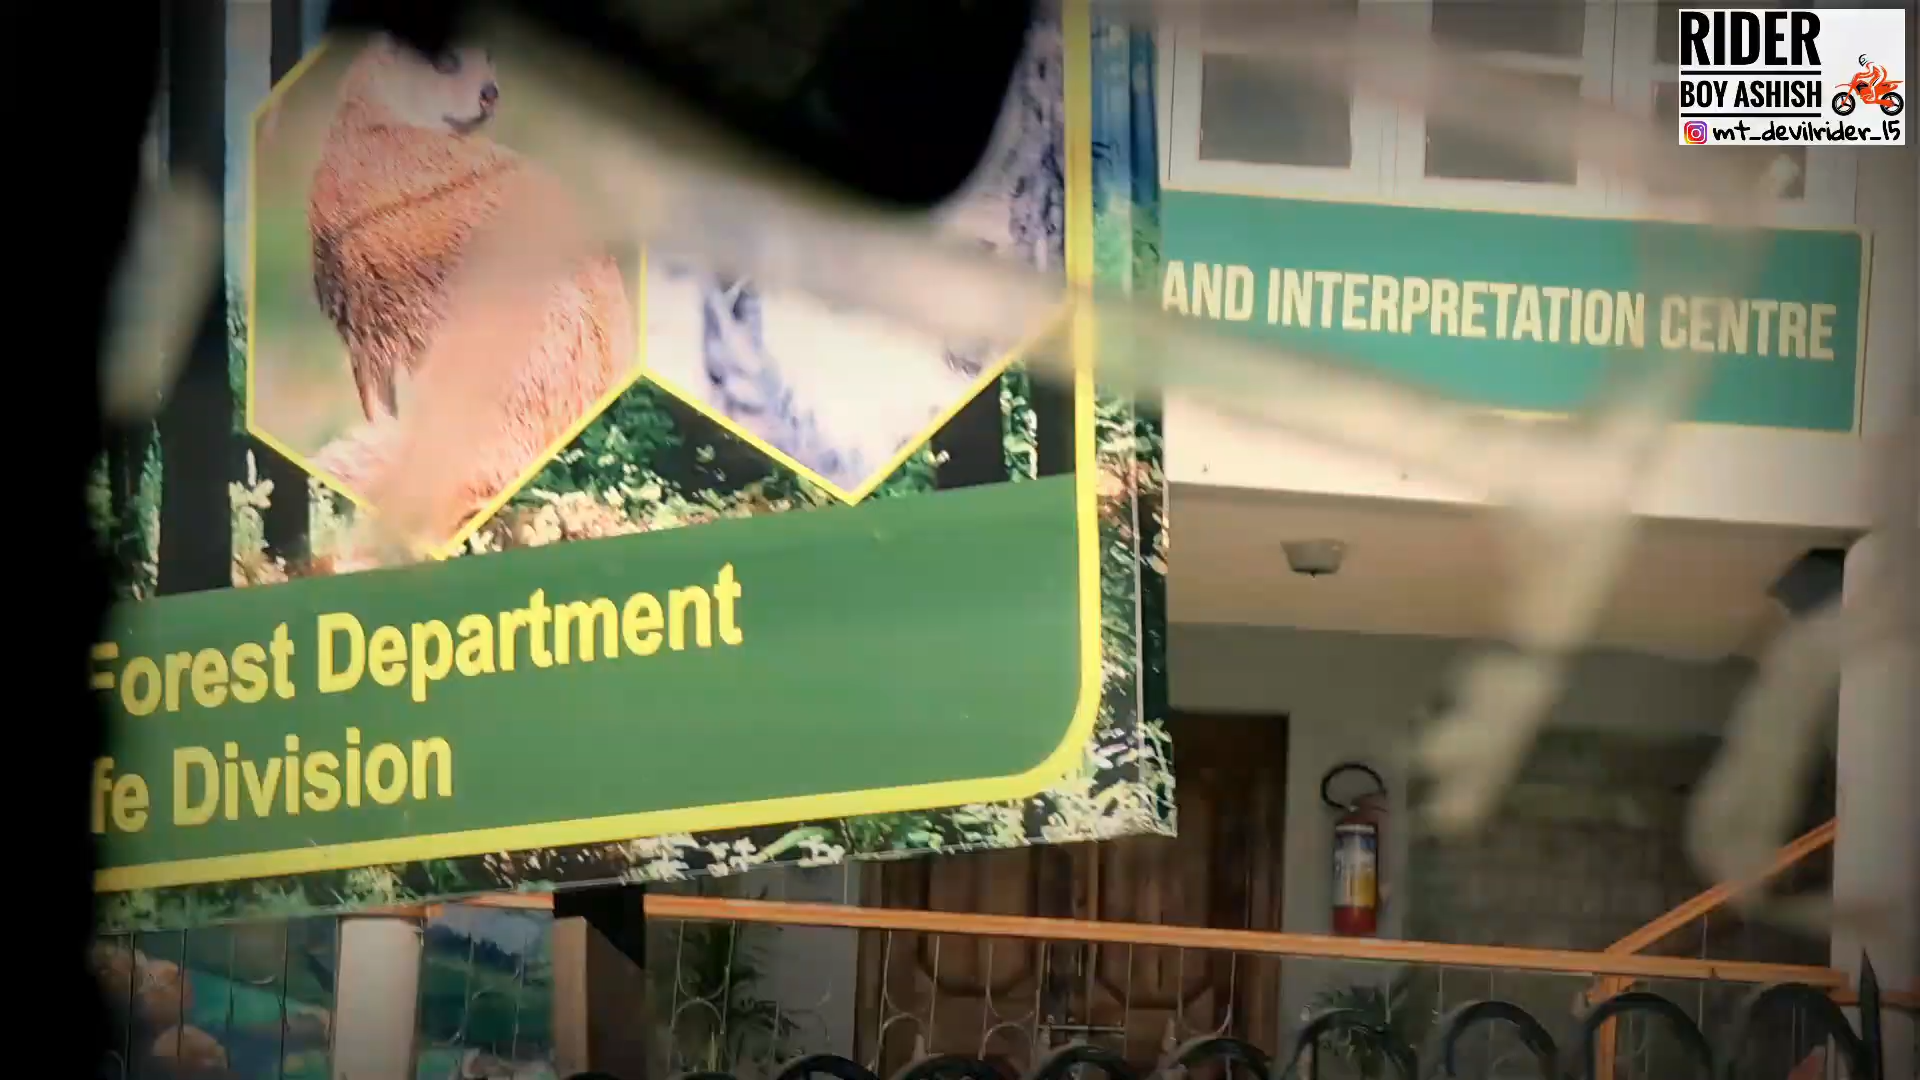 RIDER
BOY ASHISH
mt_devilrider_15
AND INTERPRETATION CENTRE
Forest Department
fe Division